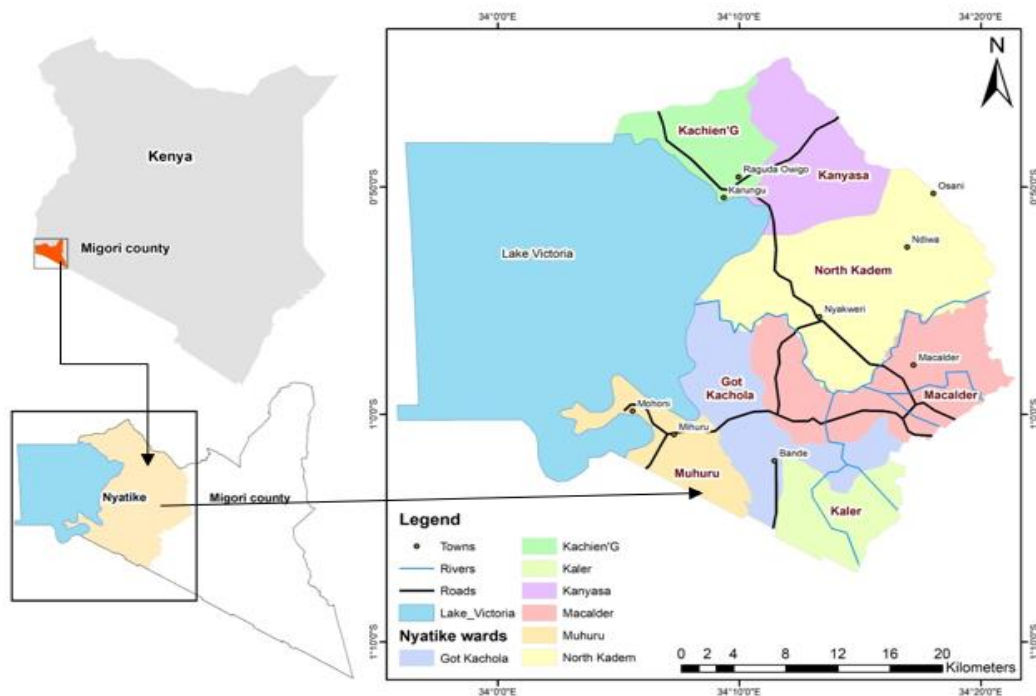 34°0'0"E
34°10'0"E
34°20'0"E
N
Kenya
Migori county
Nyatike
Migori county
0°50'0"S
1°0'0"S
1°10'0"S
0°50'0"S
1°0'0"S
1°10'0"S
Kachien'G
Raguda Owigo
Karungu
Kanyasa
Osani
Ndiwa
Lake Victoria
North Kadem
Nyakweri
Macalder
Got
Kachola
Macalder
Mohoni
Mihuru
Bande
Muhuru
Kaler
Legend
Towns
Rivers
Roads
Lake_Victoria
Nyatike wards
Got Kachola
Kachien'G
Kaler
Kanyasa
Macalder
Muhuru
North Kadem
0 2 4 8 12 16 20
Kilometers
34°0'0"E
34°10'0"E
34°20'0"E